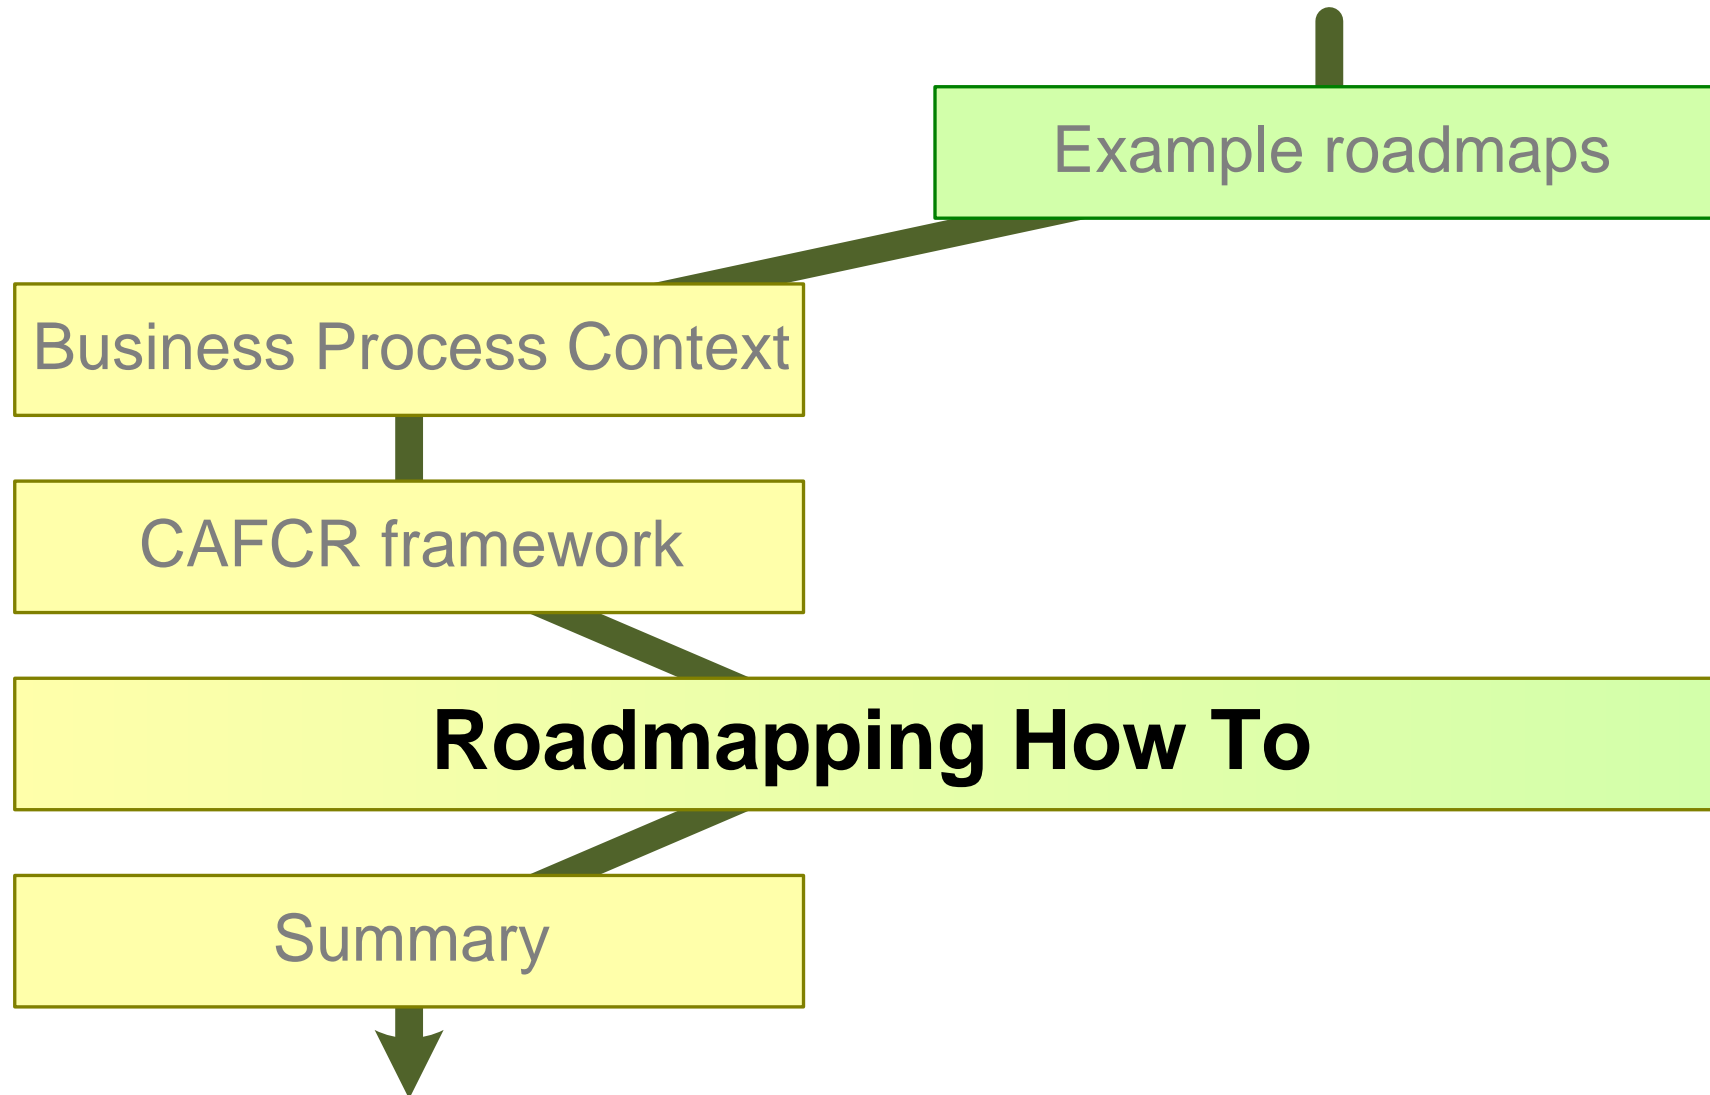 Example roadmaps
Business Process Context
CAFCR framework
Roadmapping How To
Summary